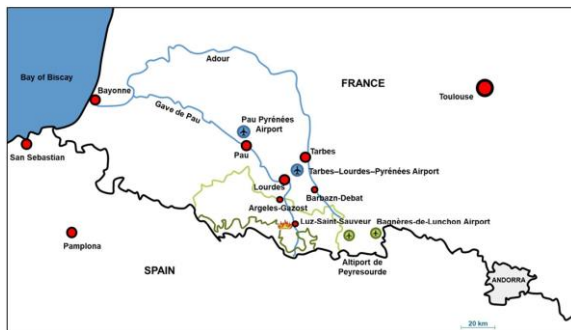 Adour
Bay of Biscay
FRANCE
Toulouse
Bayonne
Gave de Pau
Pau Pyrénées
Airport
San Sebastian
Pau
Tarbes
Tarbes–Lourdes–Pyrénées Airport
Lourdes
Barbazn-Debat
Argeles-Gazost
Luz-Saint-Sauveur
Bagnères-de-Lunchon Airport
Pamplona
Altiport de
Peyresourde
SPAIN
ANDORRA
20 km